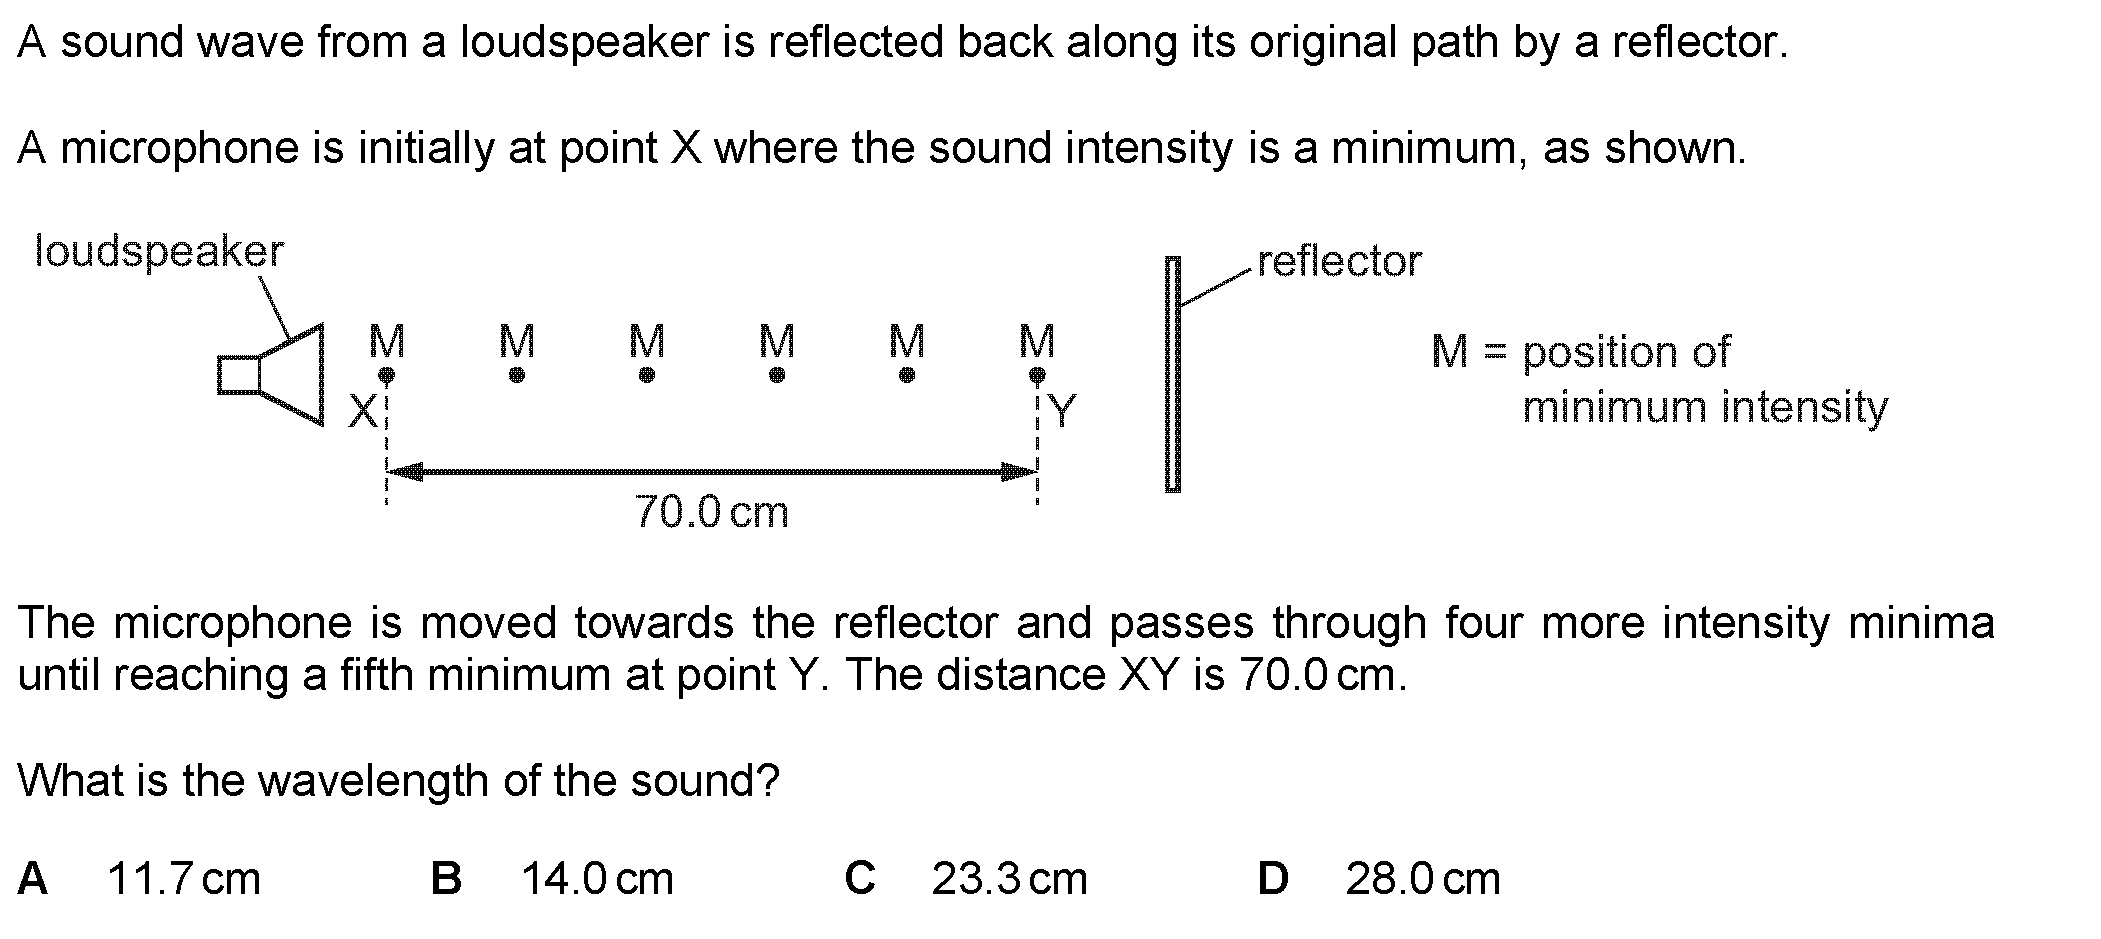 A sound wave from a loudspeaker is reflected back along its original path by a reflector.
A microphone is initially at point X where the sound intensity is a minimum, as shown.
loudspeaker
reflector
M M M M M M
M = position of
minimum intensity
X Y
70.0 cm
The microphone is moved towards the reflector and passes through four more intensity minima
until reaching a fifth minimum at point Y. The distance XY is 70.0 cm.
What is the wavelength of the sound?
A 11.7 cm B 14.0 cm C 23.3 cm D 28.0 cm